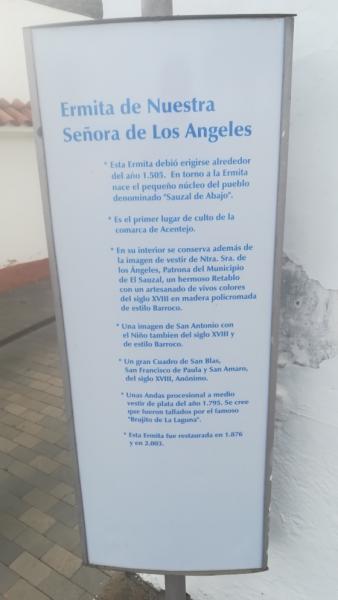 Ermita de Nuestra
Señora de Los Angeles
* Esta Ermita debió erigirse alrededor
del año 1.505. En torno a la Ermita
nace el pequeño núcleo del pueblo
denominado "Sauzal de Abajo".
* Es el primer lugar de culto de la
comarca de Acentejo.
* En su interior se conserva además de
la imagen de vestir de Ntra. Sra. de
los Ángeles, Patrona del Municipio
de El Sauzal, un hermoso Retablo
con un artesanado de vivos colores
del siglo XVIII en madera policromada
de estilo Barroco.
* Una imagen de San Antonio con
el Niño tambien del siglo XVIII y
de estilo Barroco.
* Un gran Cuadro de San Blas,
San Francisco de Paula y San Amaro,
del siglo XVIII, Anónimo.
* Unas Andas procesional a medio
vestir de plata del año 1.795. Se cree
que fueron tallados por el famoso
"Brujito de La Laguna".
* Esta Ermita fue restaurada en 1.876
y en 2.003.